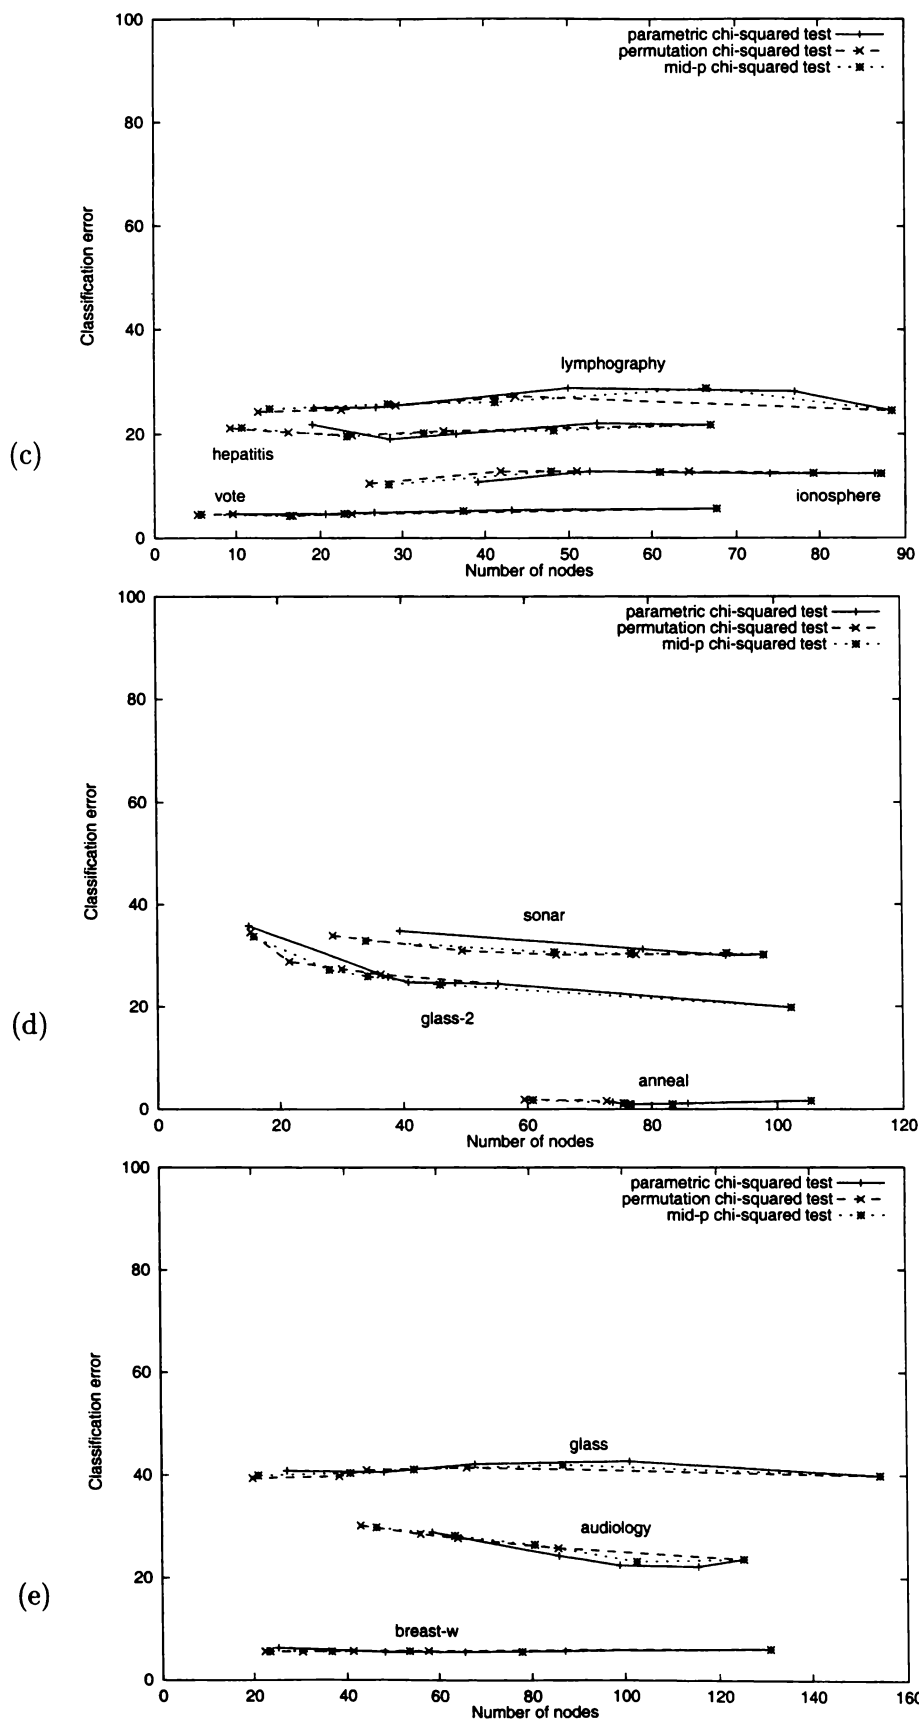 (c)
Classification error
100
80
60
40
20
0
parametric chi-squared test
permutation chi-squared test
mid-p chi-squared test
lymphography
hepatitis
vote
ionosphere
0 10 20 30 40 50 60 70 80 90
Number of nodes
(d)
Classification error
100
80
60
40
20
0
parametric chi-squared test
permutation chi-squared test
mid-p chi-squared test
sonar
glass-2
anneal
0 20 40 60 80 100 120
Number of nodes
(e)
Classification error
100
80
60
40
20
0
parametric chi-squared test
permutation chi-squared test
mid-p chi-squared test
glass
audiology
breast-w
0 20 40 60 80 100 120 140 160
Number of nodes